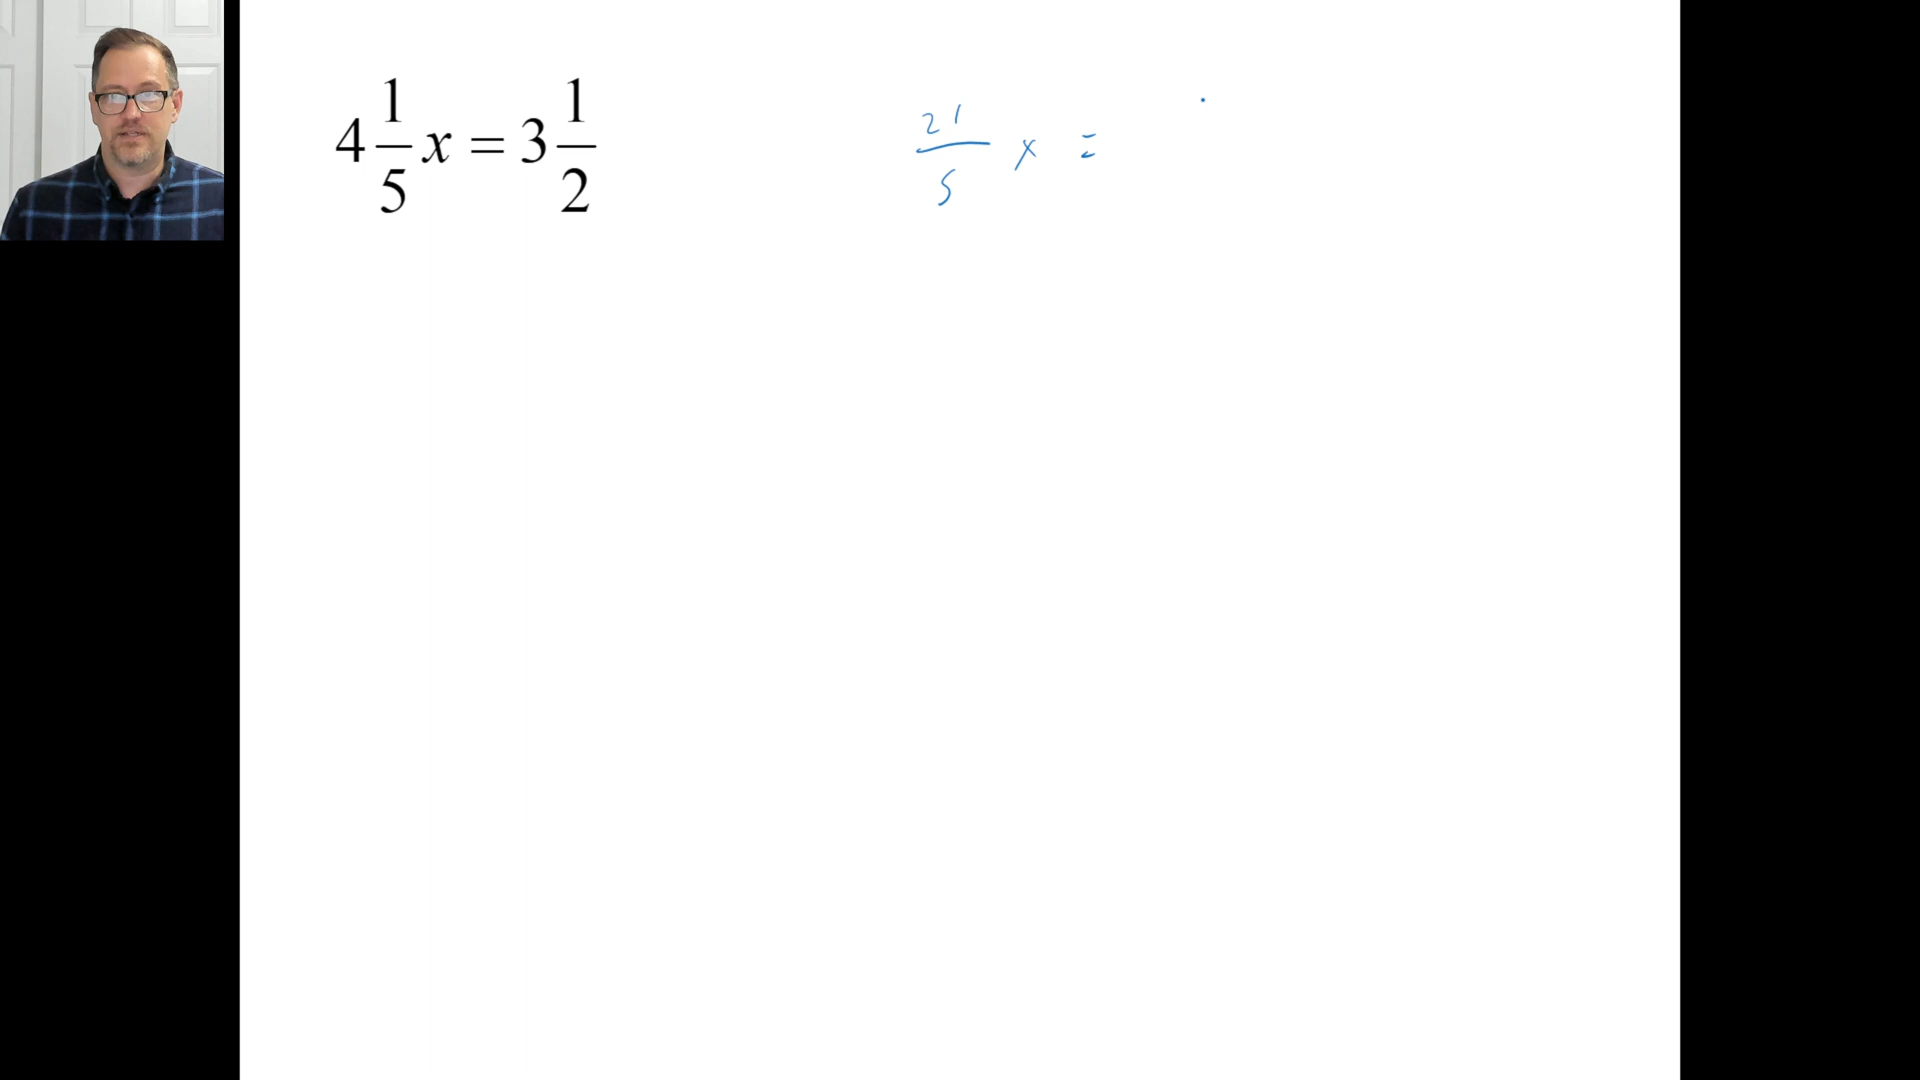 4 1/5 x = 3 1/2
21/5 x =